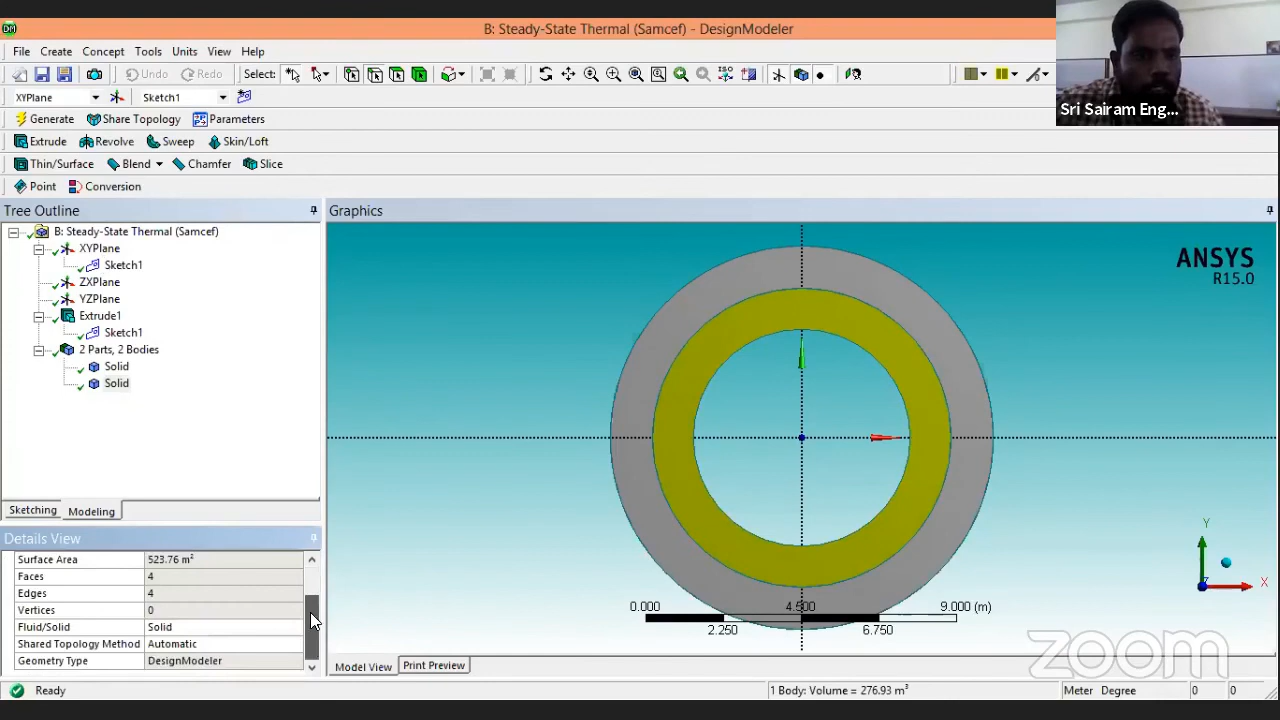 B: Steady-State Thermal (Samcef) - DesignModeler
File Create Concept Tools Units View Help
Undo Redo Select:
XYPlane Sketch1
Generate Share Topology Parameters
Extrude Revolve Sweep Skin/Loft
Thin/Surface Blend Chamfer Slice
Point Conversion
Sri Sairam Eng...
Tree Outline
B: Steady-State Thermal (Samcef)
XYPlane
Sketch1
ZXPlane
YZPlane
Extrude1
Sketch1
2 Parts, 2 Bodies
Solid
Solid
Sketching Modeling
Details View
Surface Area 523.76 m²
Faces 4
Edges 4
Vertices 0
Fluid/Solid Solid
Shared Topology Method Automatic
Geometry Type DesignModeler
Graphics
ANSYS
R15.0
0.000 4.500 9.000 (m)
2.250 6.750
Y
X
Z
zoom
Model View Print Preview
Ready 1 Body: Volume = 276.93 m³ Meter Degree 0 0